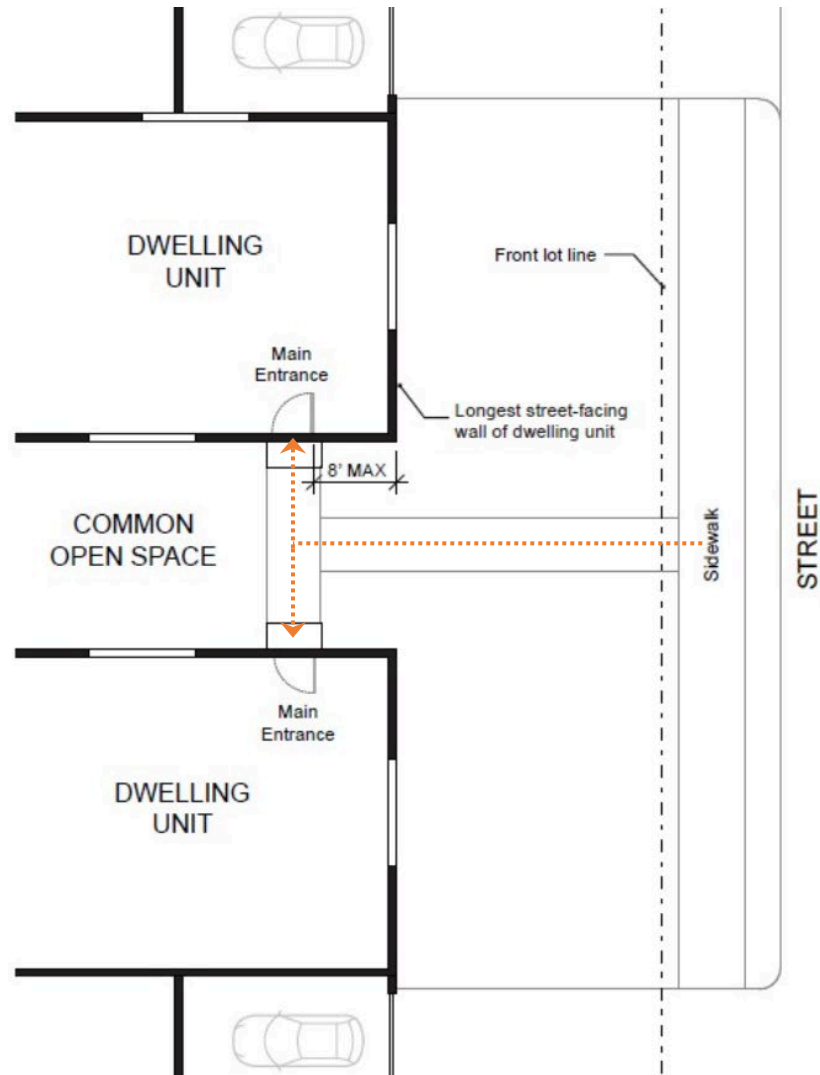 DWELLING
UNIT
Front lot line
Main
Entrance
Longest street-facing
wall of dwelling unit
8' MAX
COMMON
OPEN SPACE
Sidewalk
STREET
Main
Entrance
DWELLING
UNIT